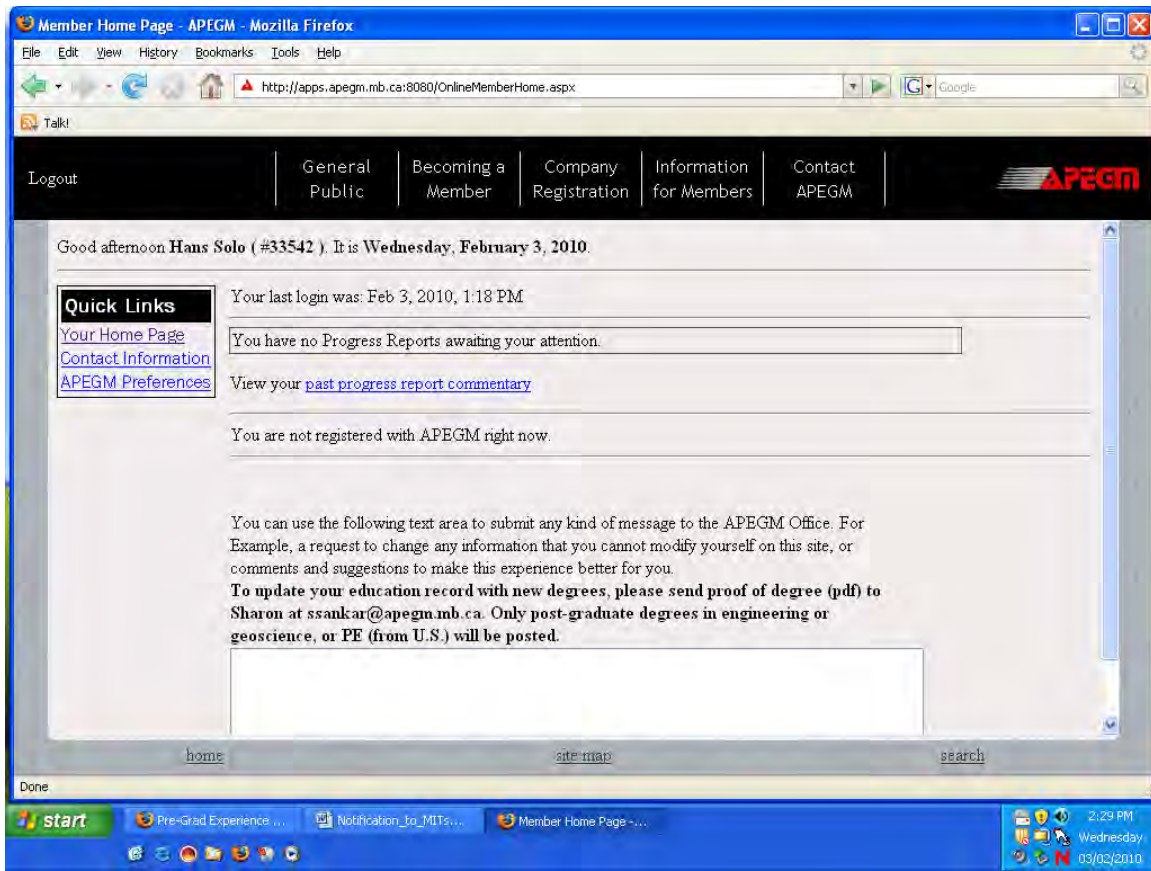 Member Home Page - APEGM - Mozilla Firefox
File Edit View History Bookmarks Tools Help
http://apps.apegm.mb.ca:8080/OnlineMemberHome.aspx
G Google
Talk!
Logout
General Public
Becoming a Member
Company Registration
Information for Members
Contact APEGM
APEGM
Good afternoon Hans Solo ( #33542 ). It is Wednesday, February 3, 2010.
Quick Links
Your Home Page
Contact Information
APEGM Preferences
Your last login was: Feb 3, 2010, 1:18 PM
You have no Progress Reports awaiting your attention.
View your past progress report commentary
You are not registered with APEGM right now.
You can use the following text area to submit any kind of message to the APEGM Office. For
Example, a request to change any information that you cannot modify yourself on this site, or
comments and suggestions to make this experience better for you.
To update your education record with new degrees, please send proof of degree (pdf) to
Sharon at ssankar@apegm.mb.ca. Only post-graduate degrees in engineering or
geoscience, or PE (from U.S.) will be posted.
home site map search
Done
start Pre-Grad Experience ... Notification_to_MITs.... Member Home Page -...
2:29 PM
Wednesday
03/02/2010